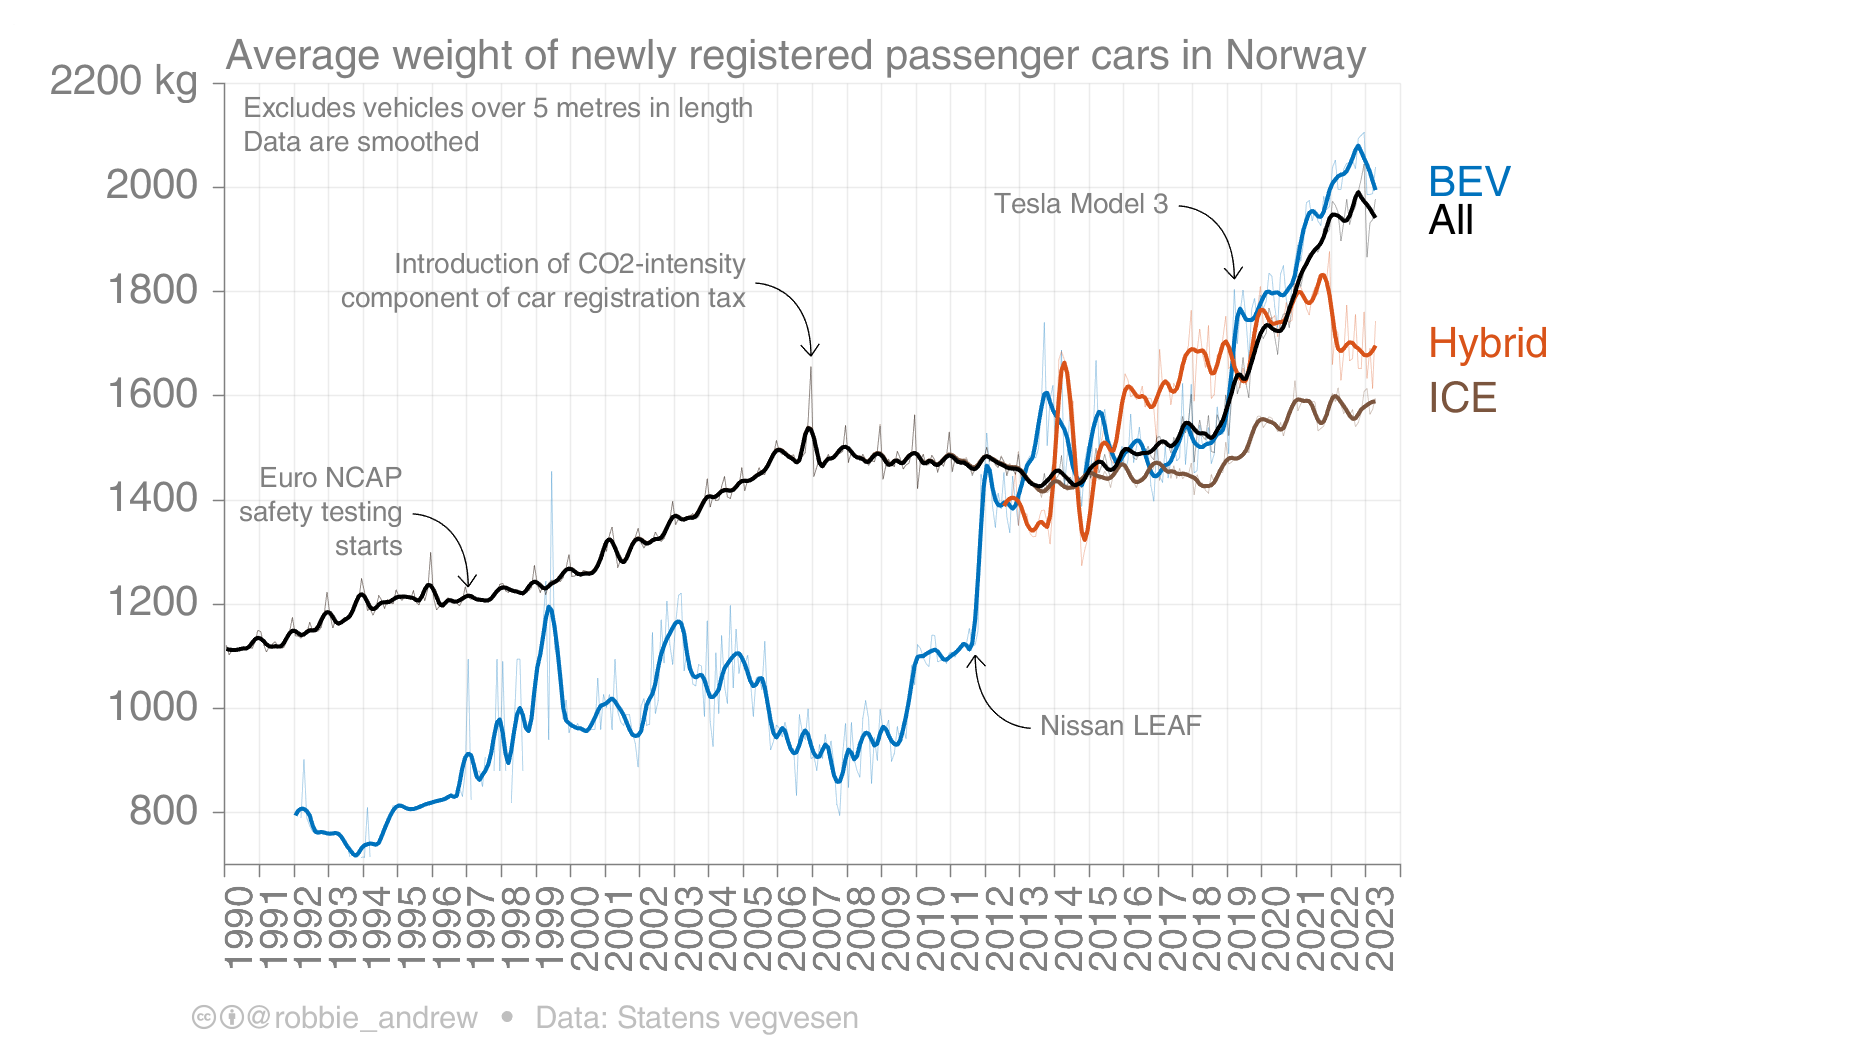 Average weight of newly registered passenger cars in Norway
2200 kg
Excludes vehicles over 5 metres in length
Data are smoothed
2000
1800
1600
1400
1200
1000
800
BEV
All
Hybrid
ICE
Tesla Model 3
Introduction of CO2-intensity
component of car registration tax
Euro NCAP
safety testing
starts
Nissan LEAF
1990
1991
1992
1993
1994
1995
1996
1997
1998
1999
2000
2001
2002
2003
2004
2005
2006
2007
2008
2009
2010
2011
2012
2013
2014
2015
2016
2017
2018
2019
2020
2021
2022
2023
cc @robbie_andrew • Data: Statens vegvesen